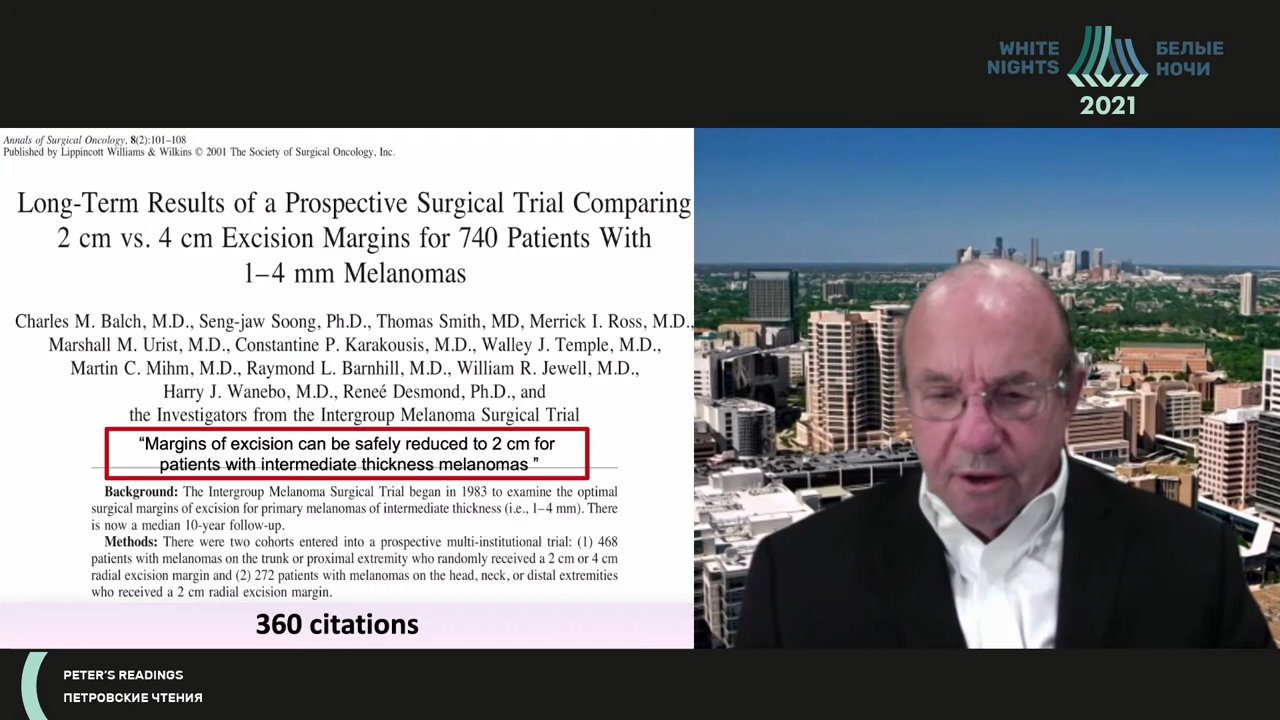 WHITE
NIGHTS
БЕЛЫЕ
НОЧИ
2021
Annals of Surgical Oncology, 8(2):101–108
Published by Lippincott Williams & Wilkins © 2001 The Society of Surgical Oncology, Inc.
Long-Term Results of a Prospective Surgical Trial Comparing
2 cm vs. 4 cm Excision Margins for 740 Patients With
1–4 mm Melanomas
Charles M. Balch, M.D., Seng-jaw Soong, Ph.D., Thomas Smith, MD, Merrick I. Ross, M.D.,
Marshall M. Urist, M.D., Constantine P. Karakousis, M.D., Walley J. Temple, M.D.,
Martin C. Mihm, M.D., Raymond L. Barnhill, M.D., William R. Jewell, M.D.,
Harry J. Wanebo, M.D., Reneé Desmond, Ph.D., and
the Investigators from the Intergroup Melanoma Surgical Trial
“Margins of excision can be safely reduced to 2 cm for
patients with intermediate thickness melanomas ”
Background: The Intergroup Melanoma Surgical Trial began in 1983 to examine the optimal
surgical margins of excision for primary melanomas of intermediate thickness (i.e., 1–4 mm). There
is now a median 10-year follow-up.
Methods: There were two cohorts entered into a prospective multi-institutional trial: (1) 468
patients with melanomas on the trunk or proximal extremity who randomly received a 2 cm or 4 cm
radial excision margin and (2) 272 patients with melanomas on the head, neck, or distal extremities
who received a 2 cm radial excision margin.
360 citations
PETER'S READINGS
ПЕТРОВСКИЕ ЧТЕНИЯ